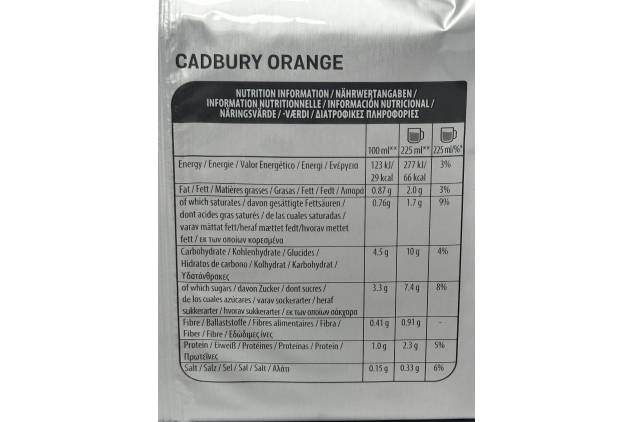 CADBURY ORANGE
NUTRITION INFORMATION / NÄHRWERTANGABEN /
INFORMATION NUTRITIONNELLE / INFORMACIÓN NUTRICIONAL /
NÄRINGSVÄRDE / -VÆRDI / ΔΙΑΤΡΟΦΙΚΕΣ ΠΛΗΡΟΦΟΡΙΕΣ
100 ml** 225 ml** 225 ml/%*
Energy / Energie / Valor Energético / Energi / Ενέργεια 123 kJ/ 277 kJ/ 3%
29 kcal 66 kcal
Fat / Fett / Matières grasses / Grasas / Fett / Fedt / Λιπαρά 0.87 g 2.0 g 3%
of which saturates / davon gesättigte Fettsäuren / 0.76g 1.7 g 9%
dont acides gras saturés / de las cuales saturadas /
varav mättat fett/heraf mættet fedt/hvorav mettet
fett / εκ των οποίων κορεσμένα
Carbohydrate / Kohlenhydrate / Glucides / 4.5 g 10 g 4%
Hidratos de carbono / Kolhydrat / Karbohydrat /
Υδατάνθρακες
of which sugars / davon Zucker / dont sucres / 3.3 g 7.4 g 8%
de los cuales azúcares / varav sockerarter / heraf
sukkerarter / hvorav sukkerarter / εκ των οποίων σάκχαρα
Fibre / Ballaststoffe / Fibres alimentaires / Fibra / 0.41 g 0.91 g -
Fiber / Fibre / Εδώδιμες ίνες
Protein / Eiweiß / Protéines / Proteínas / Protein / 1.0 g 2.3 g 5%
Πρωτεΐνες
Salt / Salz / Sel / Sal / Salt / Αλάτι 0.15 g 0.33 g 6%